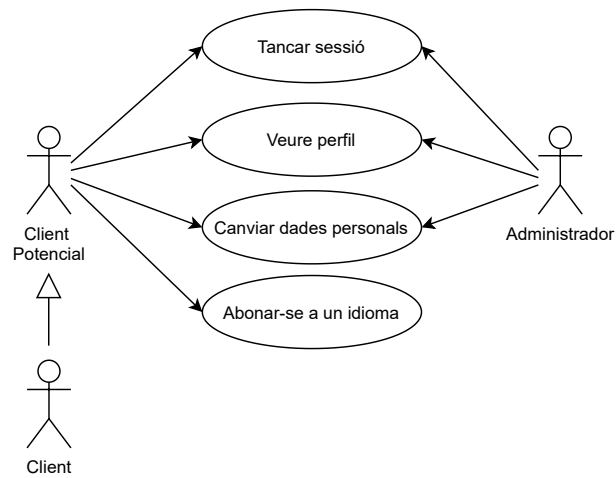 Tancar sessió
Veure perfil
Client
Potencial
Canviar dades personals
Administrador
Abonar-se a un idioma
Client